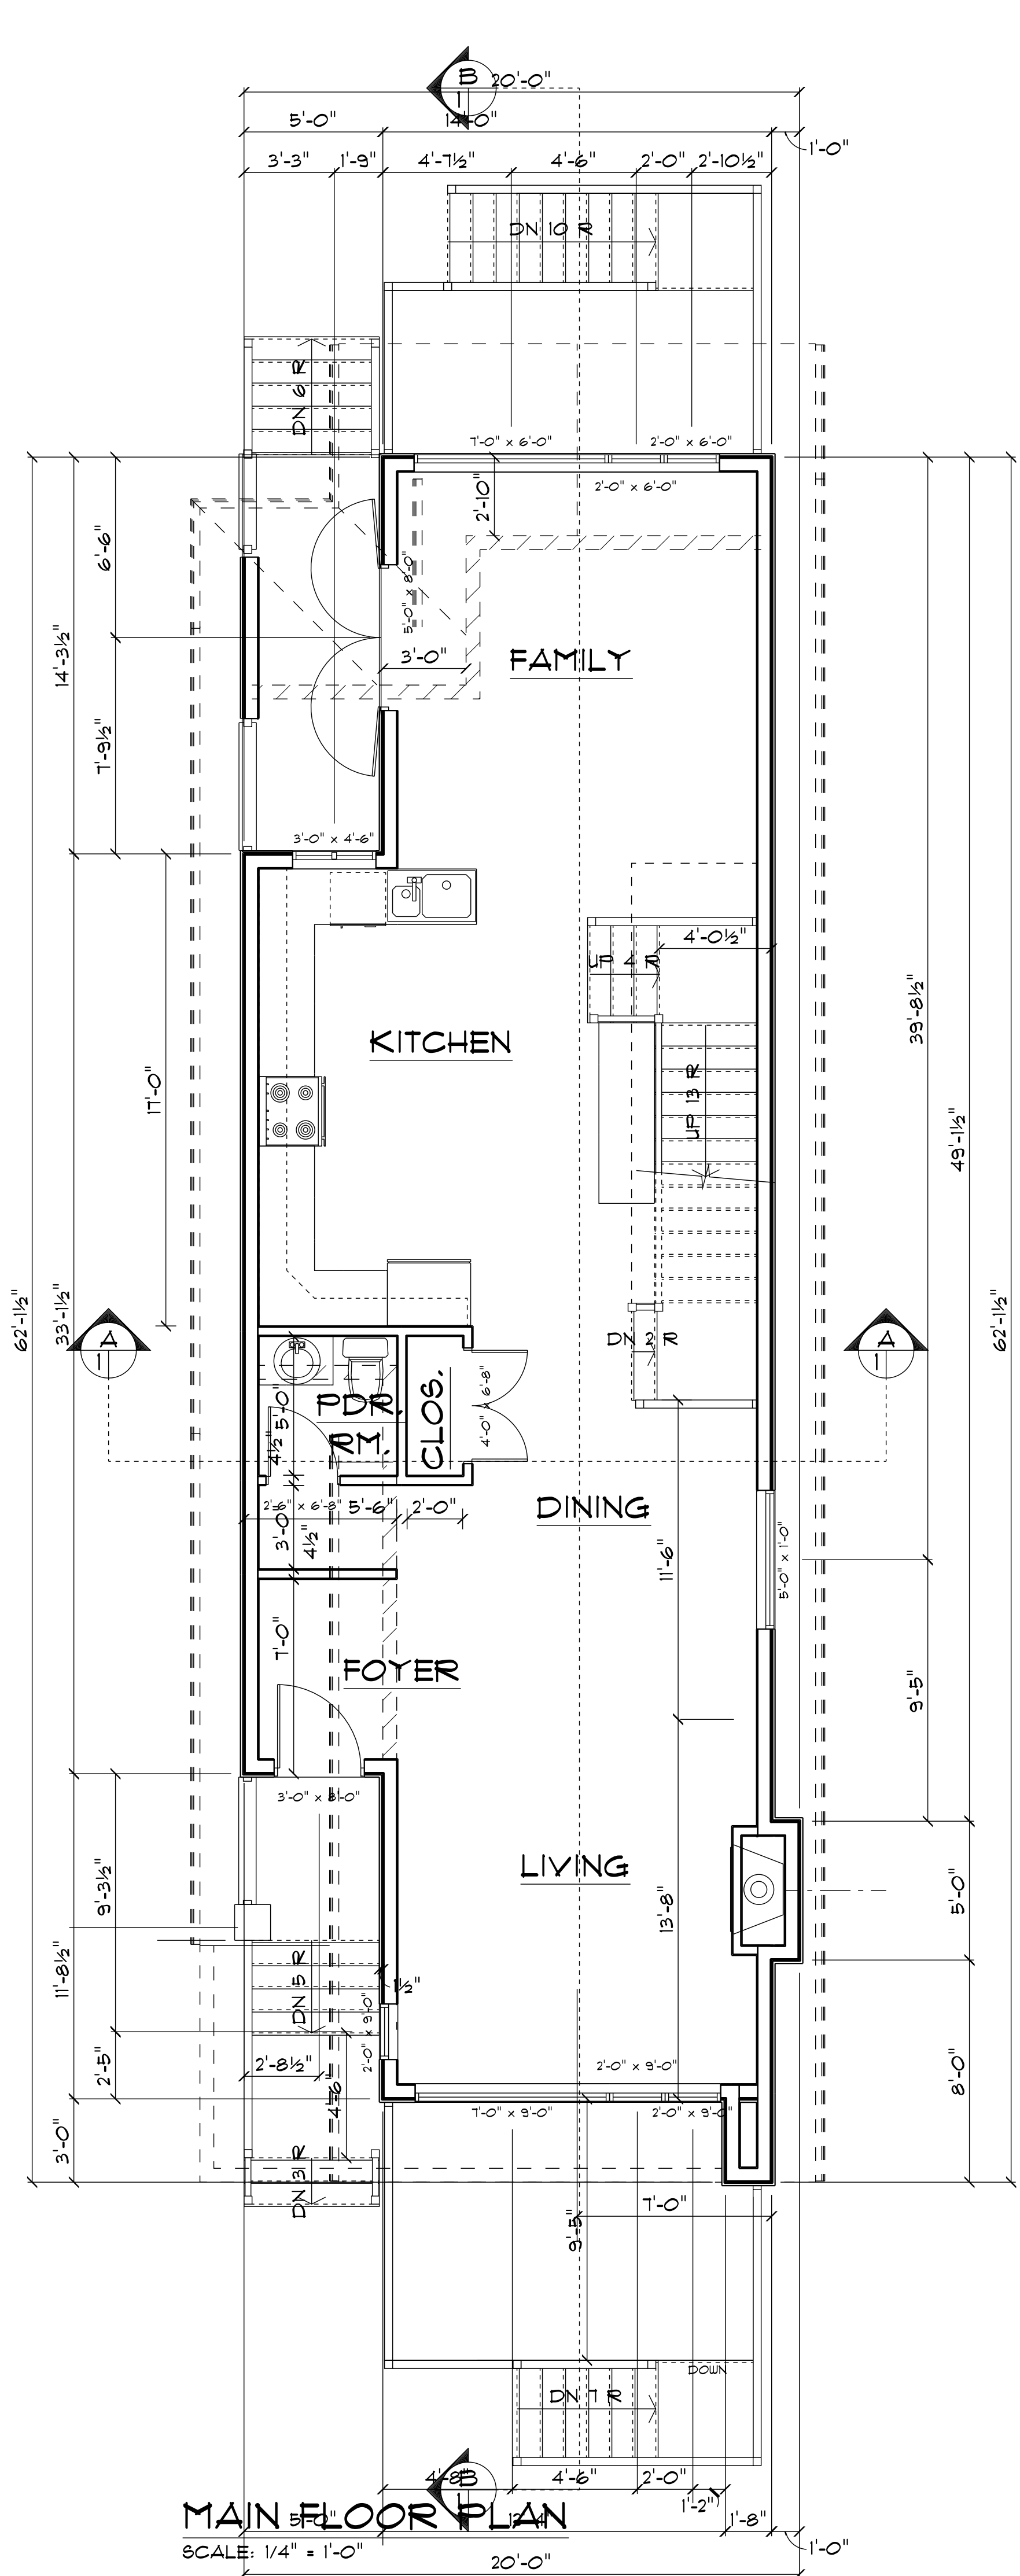 B
1
20'-0"
5'-0"
14'-0"
1'-0"
3'-3"
1'-9"
4'-7½"
4'-6"
2'-0"
2'-10½"
DN 10 R
DN 6 R
7'-0" x 6'-0"
2'-0" x 6'-0"
2'-0" x 6'-0"
2'-10"
6'-6"
5'-0" x 8'-0"
14'-3½"
3'-0"
FAMILY
7'-9½"
3'-0" x 4'-6"
4'-0½"
UP 4 R
39'-8½"
KITCHEN
17'-0"
UP 13 R
49'-1½"
62'-1½"
33'-1½"
62'-1½"
A
1
A
1
DN 2 R
PDR.
RM.
CLOS.
4'-0" x 6'-8"
5'-0"
4½"
2'-6" x 6'-8"
5'-6"
2'-0"
DINING
3'-0"
4½"
11'-6"
5'-0" x 1'-0"
7'-0"
FOYER
9'-5"
3'-0" x 8'-0"
LIVING
9'-3½"
13'-8"
5'-0"
11'-8½"
DN 5 R
1½"
2'-0" x 9'-0"
2'-5"
2'-8½"
4'-6"
2'-0" x 9'-0"
8'-0"
7'-0" x 9'-0"
2'-0" x 9'-0"
3'-0"
DN 3 R
7'-0"
9'-5"
DOWN
DN 7 R
4'-8"
B
1
4'-6"
2'-0"
1'-2"
MAIN FLOOR PLAN
5'-0"
12'-4"
1'-8"
1'-0"
SCALE: 1/4" = 1'-0"
20'-0"